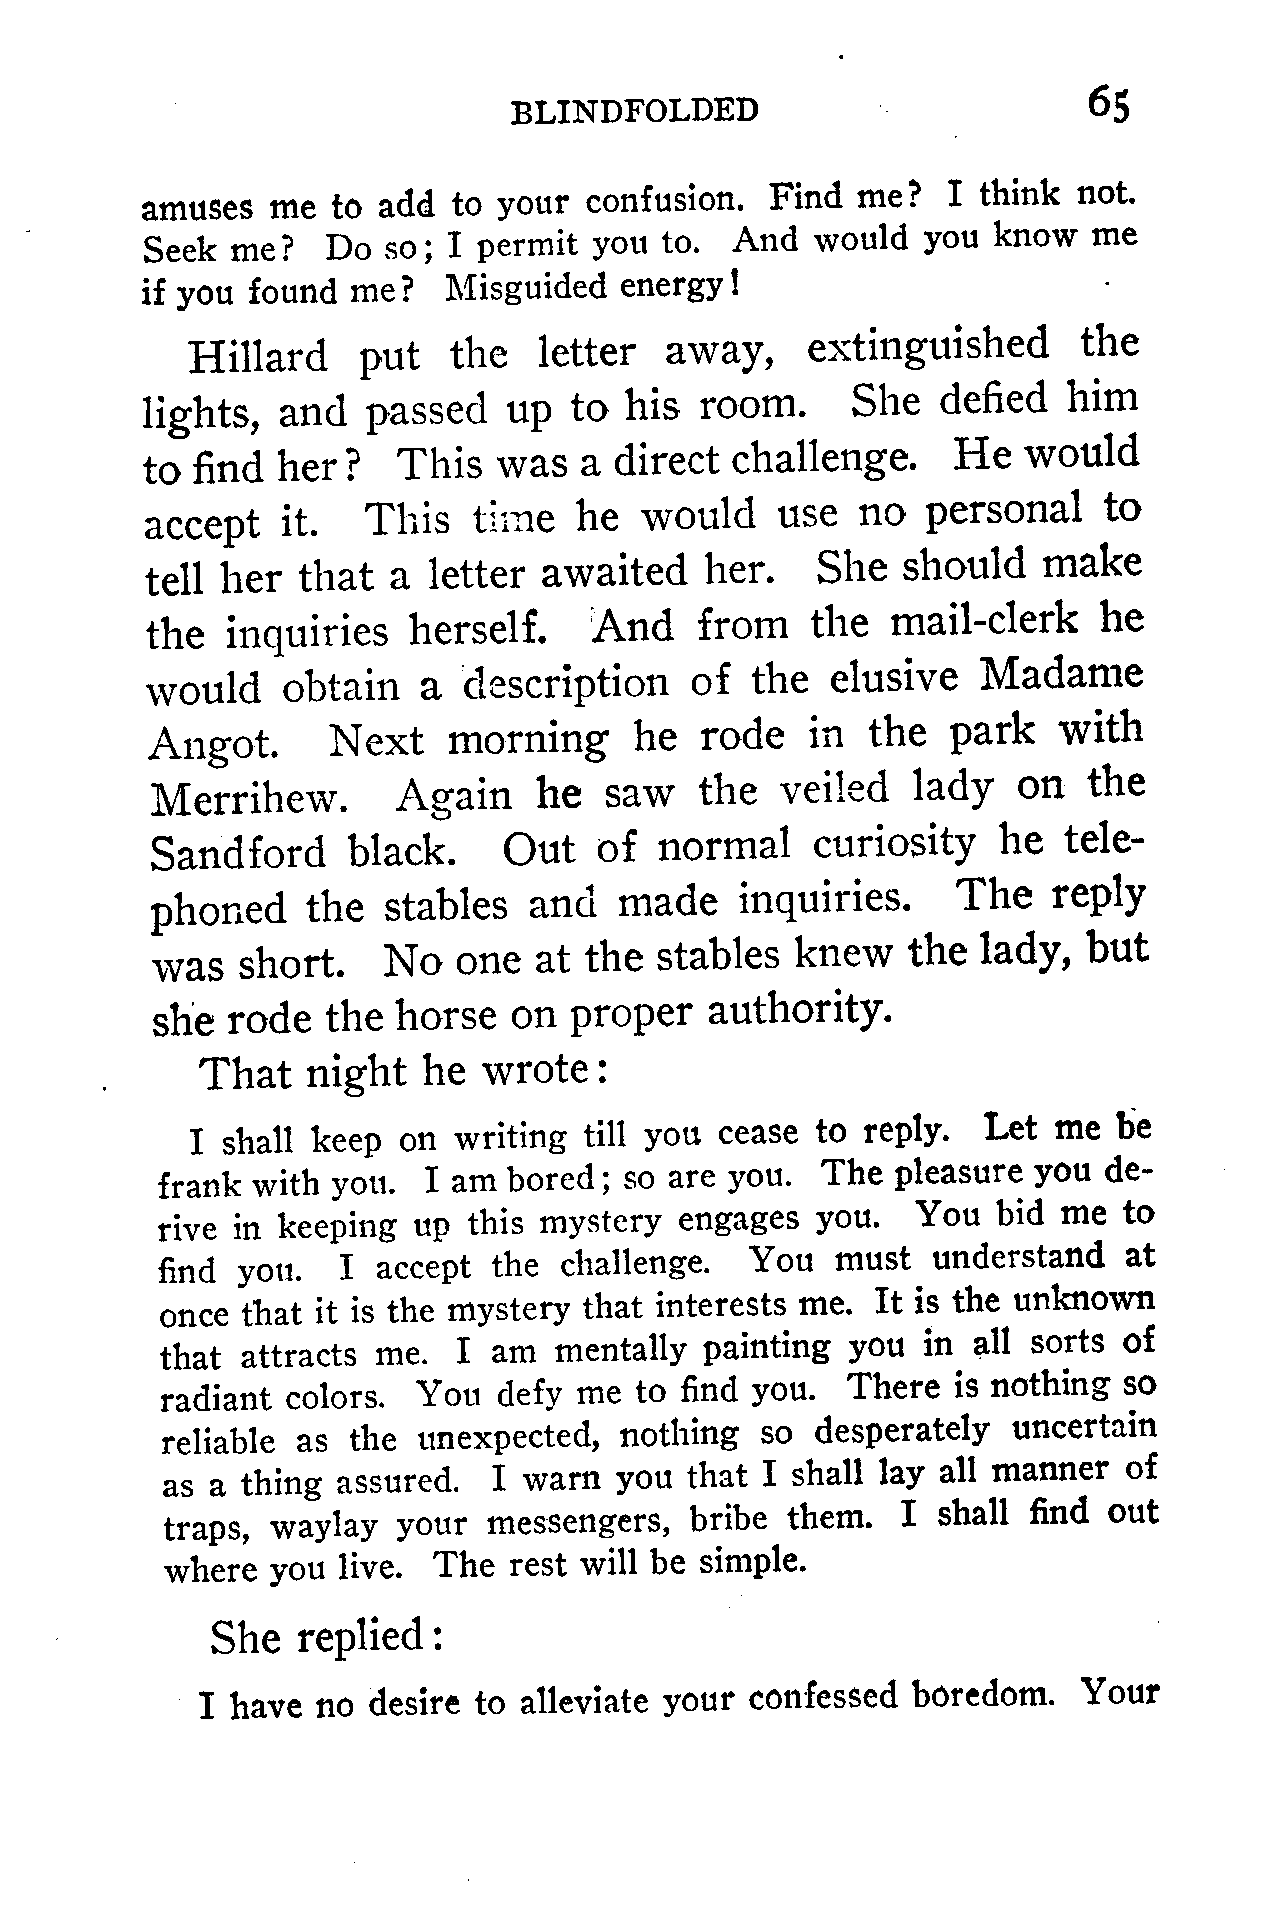 BLINDFOLDED 65
amuses me to add to your confusion. Find me? I think not.
Seek me? Do so; I permit you to. And would you know me
if you found me? Misguided energy!
Hillard put the letter away, extinguished the
lights, and passed up to his room. She defied him
to find her? This was a direct challenge. He would
accept it. This time he would use no personal to
tell her that a letter awaited her. She should make
the inquiries herself. And from the mail-clerk he
would obtain a description of the elusive Madame
Angot. Next morning he rode in the park with
Merrihew. Again he saw the veiled lady on the
Sandford black. Out of normal curiosity he tele-
phoned the stables and made inquiries. The reply
was short. No one at the stables knew the lady, but
she rode the horse on proper authority.
That night he wrote:
I shall keep on writing till you cease to reply. Let me be
frank with you. I am bored; so are you. The pleasure you de-
rive in keeping up this mystery engages you. You bid me to
find you. I accept the challenge. You must understand at
once that it is the mystery that interests me. It is the unknown
that attracts me. I am mentally painting you in all sorts of
radiant colors. You defy me to find you. There is nothing so
reliable as the unexpected, nothing so desperately uncertain
as a thing assured. I warn you that I shall lay all manner of
traps, waylay your messengers, bribe them. I shall find out
where you live. The rest will be simple.
She replied:
I have no desire to alleviate your confessed boredom. Your